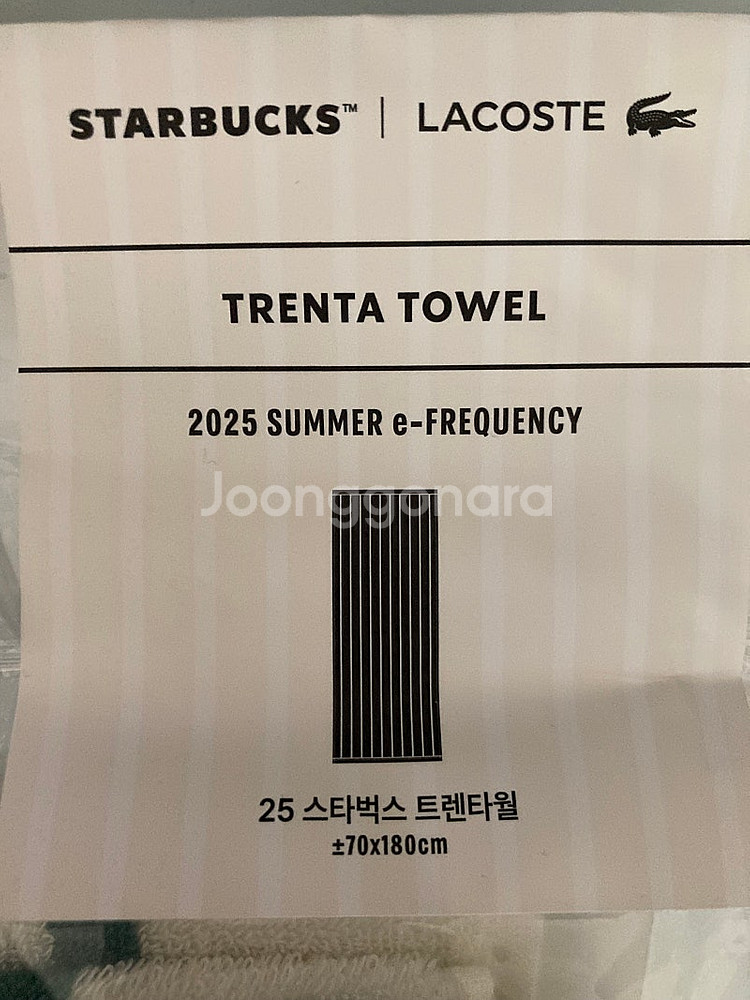 STARBUCKS™ | LACOSTE
TRENTA TOWEL
2025 SUMMER e-FREQUENCY
Joonggonara
25 스타벅스 트렌타월
±70x180cm